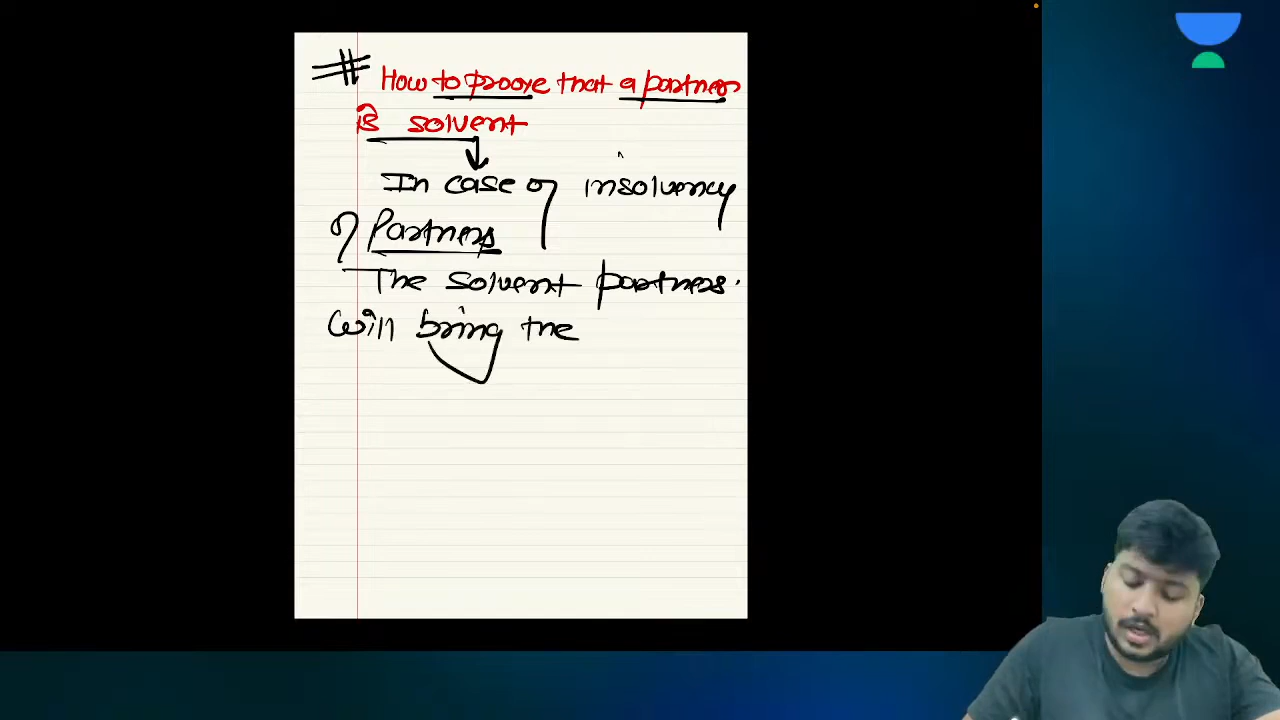 # How to prove that a partner
is solvent
In case of insolvency
of Partners
The solvent partners.
will bring the